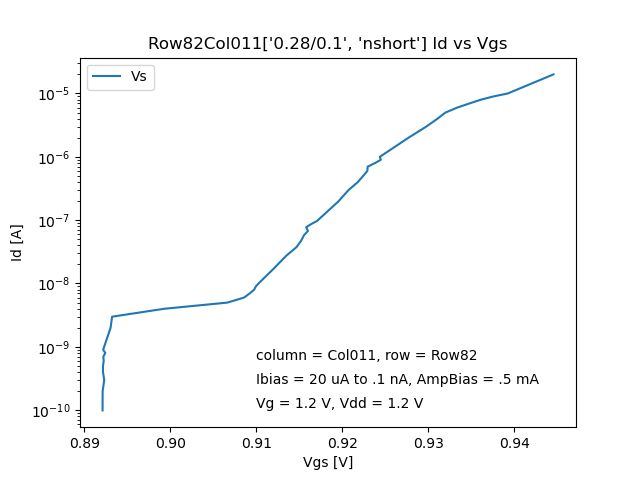 Row82Col011['0.28/0.1', 'nshort'] Id vs Vgs
Vs
10⁻⁵
10⁻⁶
10⁻⁷
10⁻⁸
10⁻⁹
10⁻¹⁰
Id [A]
column = Col011, row = Row82
Ibias = 20 uA to .1 nA, AmpBias = .5 mA
Vg = 1.2 V, Vdd = 1.2 V
0.89 0.90 0.91 0.92 0.93 0.94
Vgs [V]